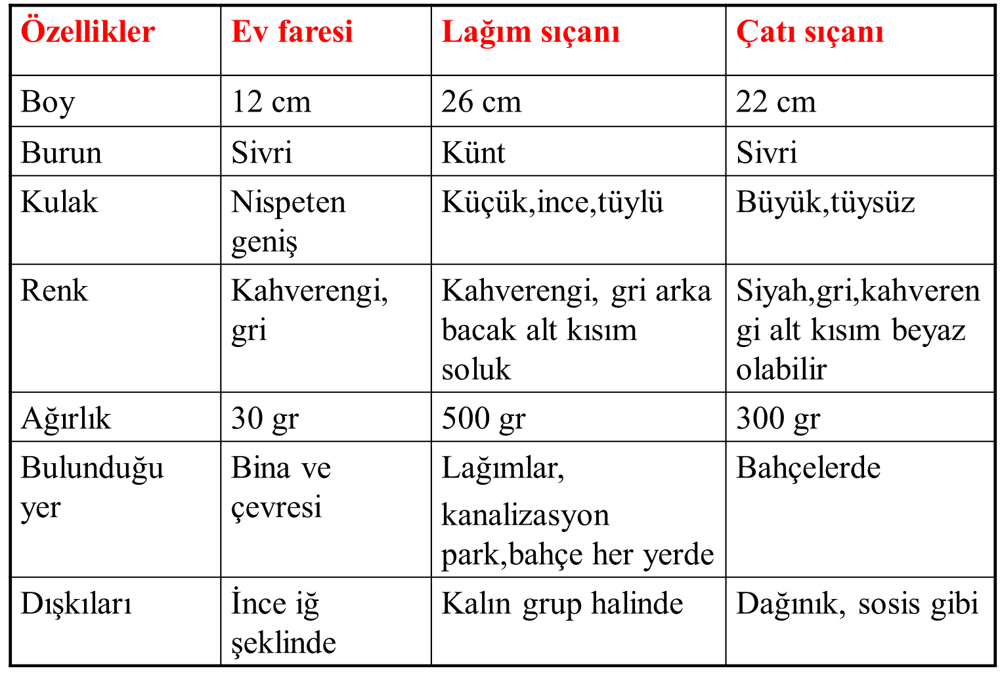 Özellikler Ev faresi Lağım sıçanı Çatı sıçanı
Boy 12 cm 26 cm 22 cm
Burun Sivri Künt Sivri
Kulak Nispeten geniş Küçük,ince,tüylü Büyük,tüysüz
Renk Kahverengi, gri Kahverengi, gri arka bacak alt kısım soluk Siyah,gri,kahverengi alt kısım beyaz olabilir
Ağırlık 30 gr 500 gr 300 gr
Bulunduğu yer Bina ve çevresi Lağımlar, kanalizasyon park,bahçe her yerde Bahçelerde
Dışkıları İnce iğ şeklinde Kalın grup halinde Dağınık, sosis gibi